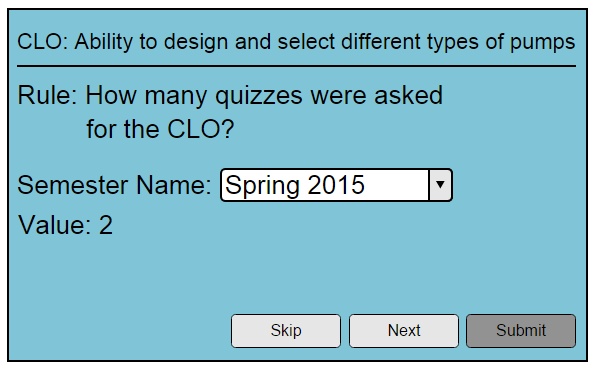 CLO: Ability to design and select different types of pumps
Rule: How many quizzes were asked
for the CLO?
Semester Name: Spring 2015
Value: 2
Skip Next Submit